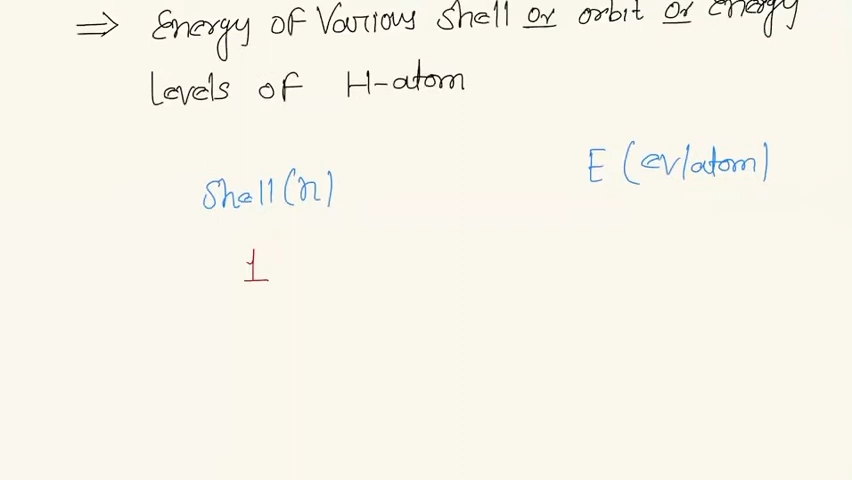 ⇒ Energy of Various shell or orbit or energy
levels of H-atom
Shell(n) E (ev/atom)
1